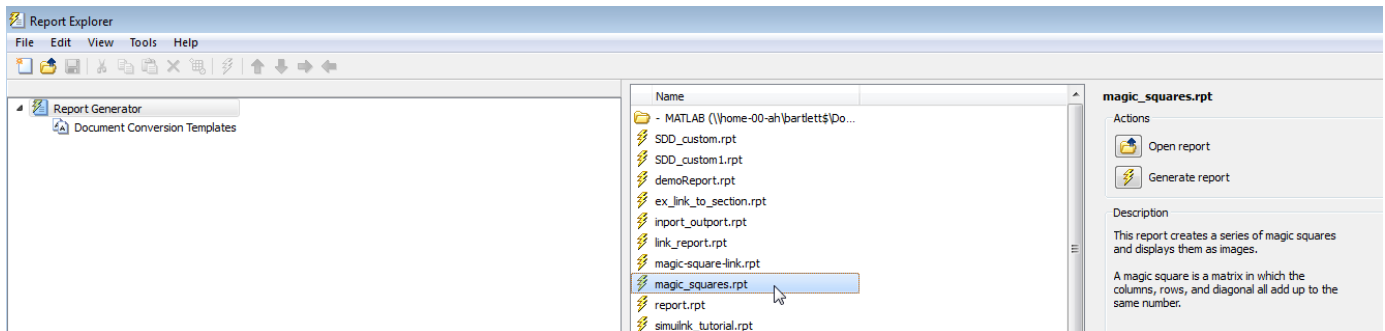 Report Explorer
File Edit View Tools Help
Report Generator
Document Conversion Templates
Name
- MATLAB (\\home-00-ah\bartlett$\Do...
SDD_custom.rpt
SDD_custom1.rpt
demoReport.rpt
ex_link_to_section.rpt
inport_outport.rpt
link_report.rpt
magic-square-link.rpt
magic_squares.rpt
report.rpt
simulnk_tutorial.rpt
magic_squares.rpt
Actions
Open report
Generate report
Description
This report creates a series of magic squares
and displays them as images.
A magic square is a matrix in which the
columns, rows, and diagonal all add up to the
same number.